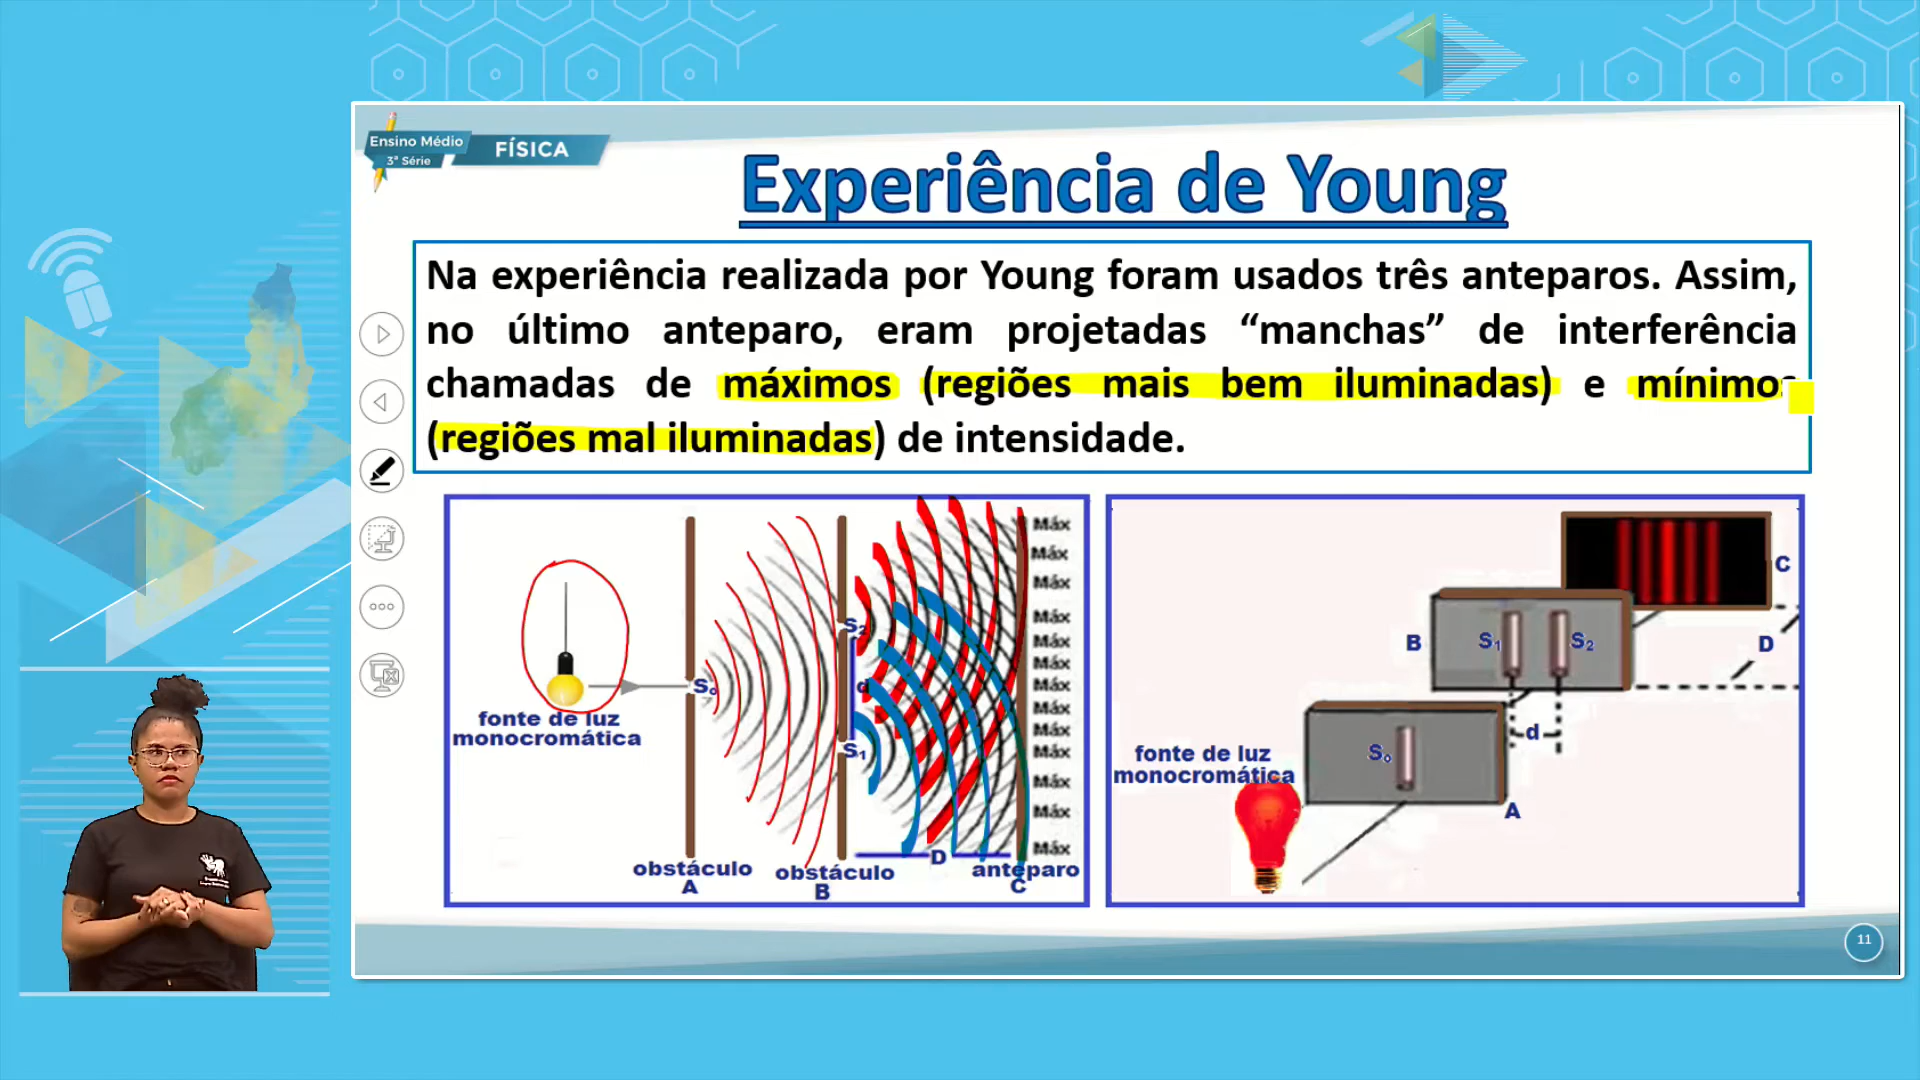 Ensino Médio
3ª Série
FÍSICA
Experiência de Young
Na experiência realizada por Young foram usados três anteparos. Assim,
no último anteparo, eram projetadas “manchas” de interferência
chamadas de máximos (regiões mais bem iluminadas) e mínimos
(regiões mal iluminadas) de intensidade.
fonte de luz
monocromática
S₀
S₂
d
S₁
D
obstáculo
A
obstáculo
B
anteparo
C
Máx
Máx
Máx
Máx
Máx
Máx
Máx
Máx
Máx
Máx
Máx
Máx
Máx
C
B
S₁
S₂
D
d
S₀
A
fonte de luz
monocromática
11